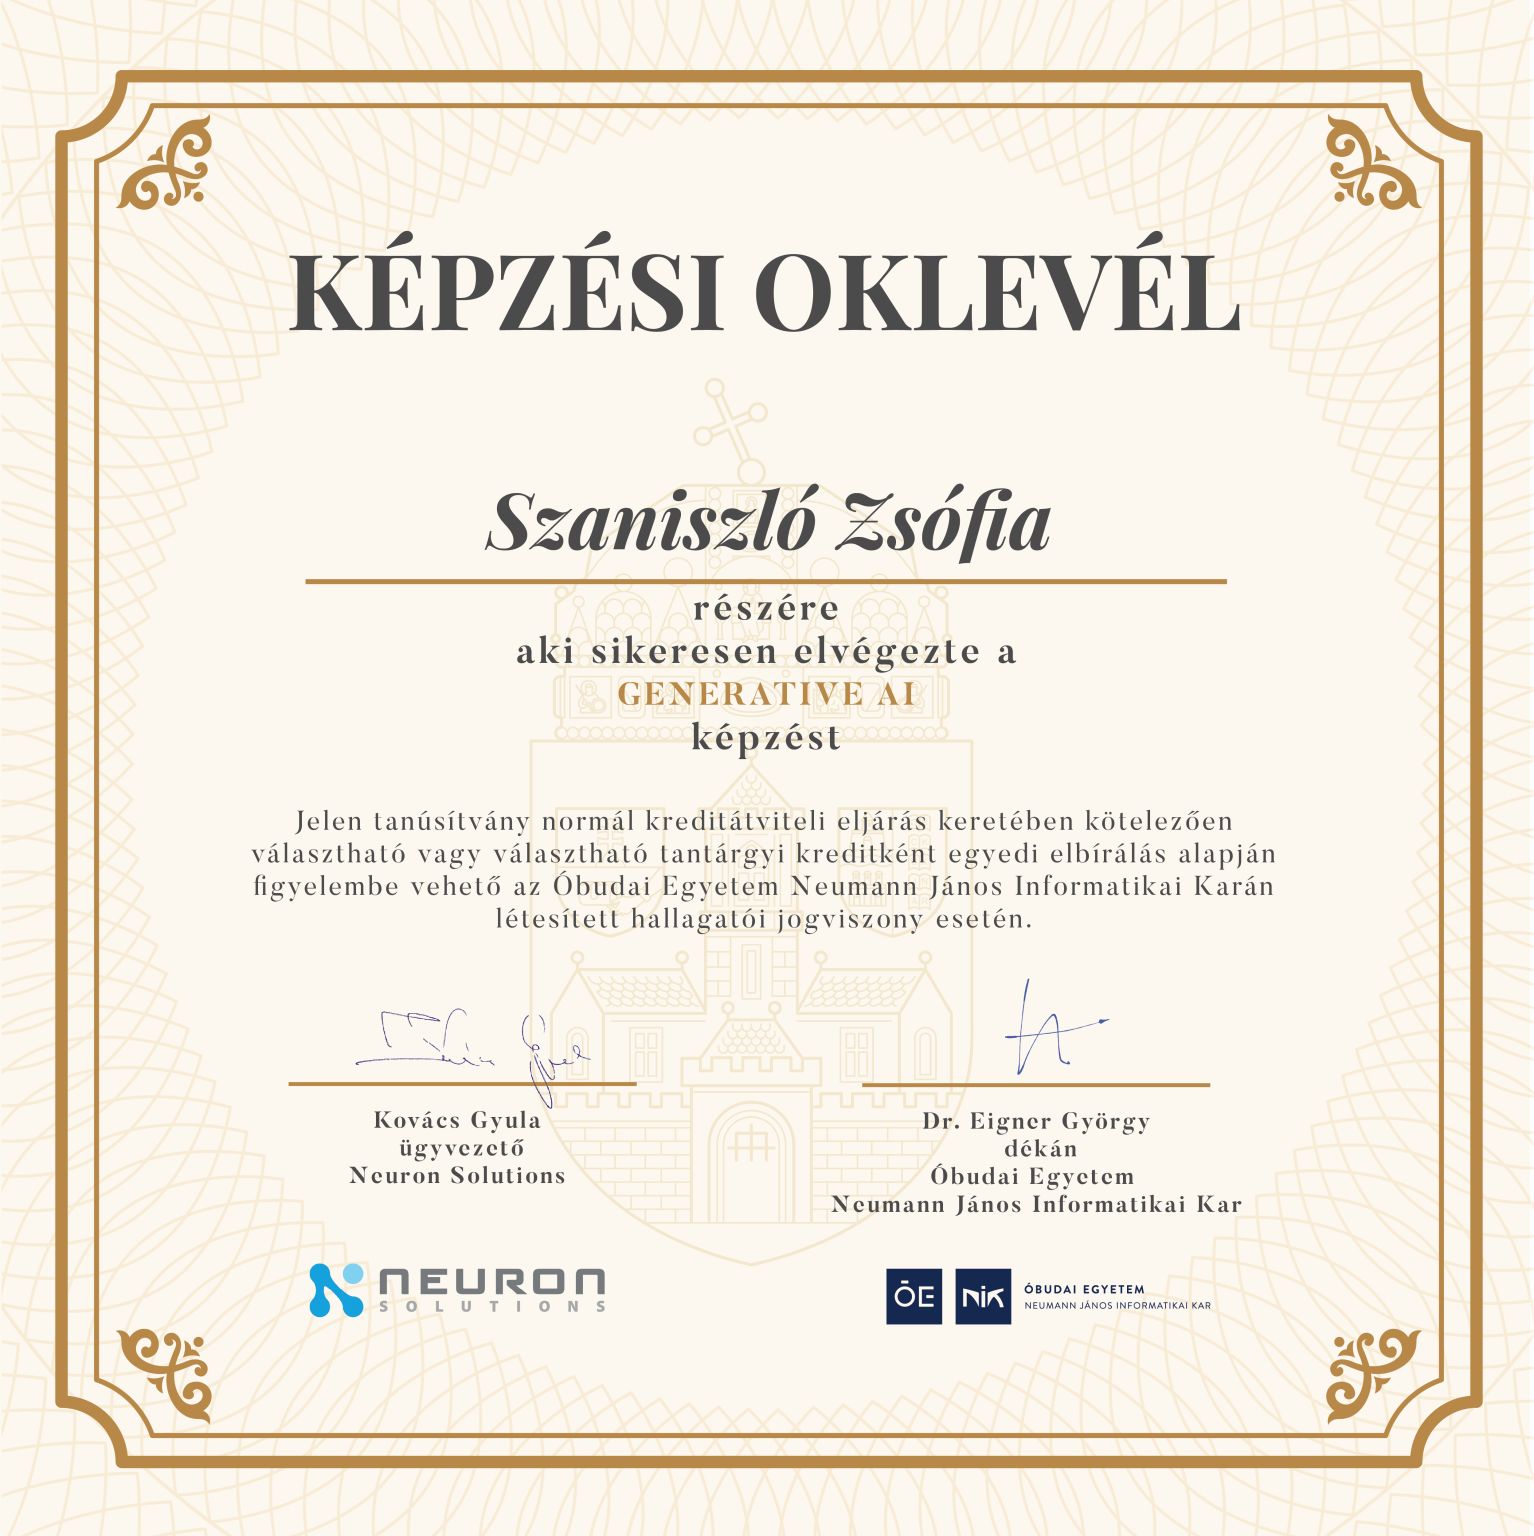 KÉPZÉSI OKLEVÉL
Szaniszló Zsófia
részére
aki sikeresen elvégezte a
GENERATIVE AI
képzést
Jelen tanúsítvány normál kreditátviteli eljárás keretében kötelezően
választható vagy választható tantárgyi kreditként egyedi elbírálás alapján
figyelembe vehető az Óbudai Egyetem Neumann János Informatikai Karán
létesített hallagatói jogviszony esetén.
Kovács Gyula
ügyvezető
Neuron Solutions
Dr. Eigner György
dékán
Óbudai Egyetem
Neumann János Informatikai Kar
NEURON
SOLUTIONS
ŌE NIK ÓBUDAI EGYETEM
NEUMANN JÁNOS INFORMATIKAI KAR